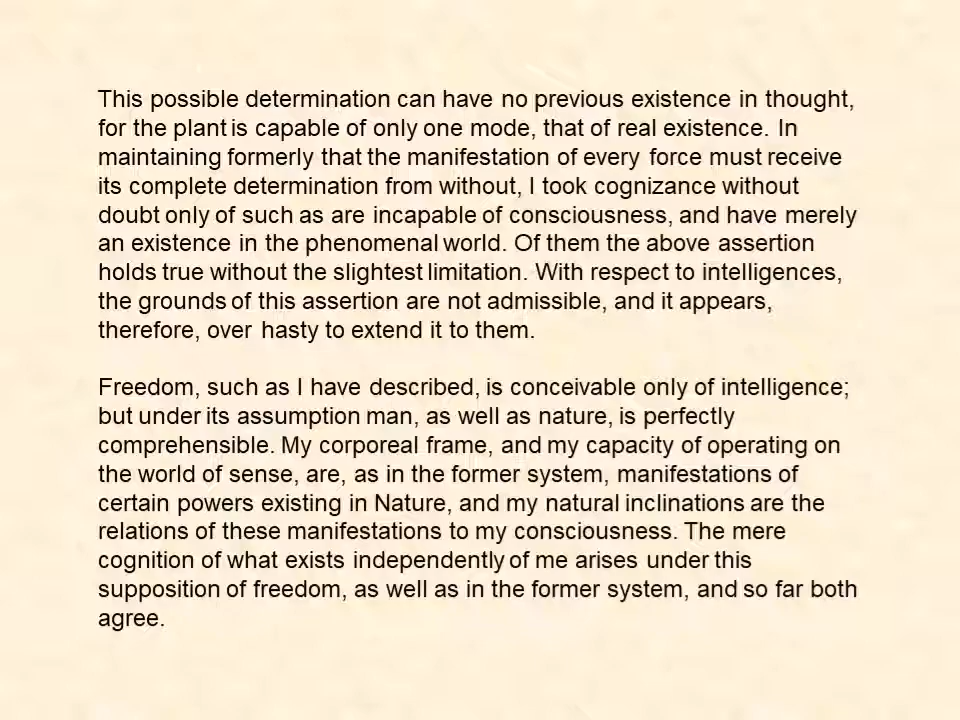 This possible determination can have no previous existence in thought,
for the plant is capable of only one mode, that of real existence. In
maintaining formerly that the manifestation of every force must receive
its complete determination from without, I took cognizance without
doubt only of such as are incapable of consciousness, and have merely
an existence in the phenomenal world. Of them the above assertion
holds true without the slightest limitation. With respect to intelligences,
the grounds of this assertion are not admissible, and it appears,
therefore, over hasty to extend it to them.
Freedom, such as I have described, is conceivable only of intelligence;
but under its assumption man, as well as nature, is perfectly
comprehensible. My corporeal frame, and my capacity of operating on
the world of sense, are, as in the former system, manifestations of
certain powers existing in Nature, and my natural inclinations are the
relations of these manifestations to my consciousness. The mere
cognition of what exists independently of me arises under this
supposition of freedom, as well as in the former system, and so far both
agree.